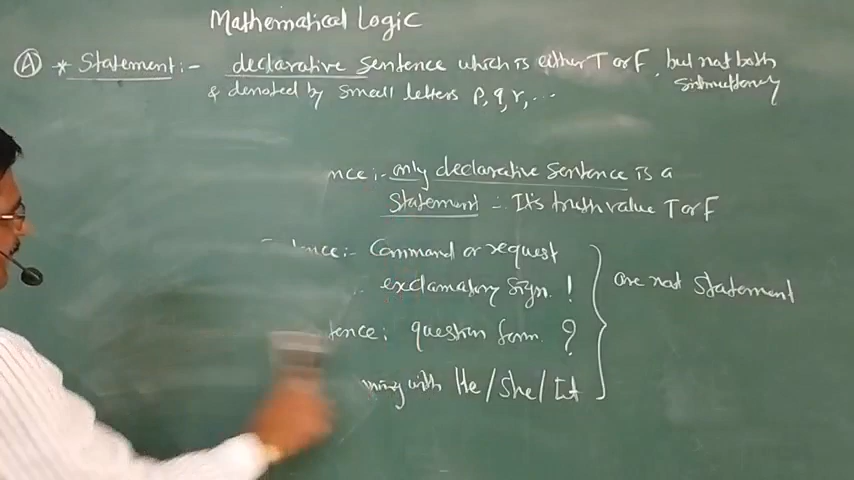 Mathematical Logic
(A) * Statement:- declarative sentence which is either T or F, but not both
& denoted by small letters p, q, r, ...
nce:- only declarative sentence is a
Statement ∵ It's truth value T or F
nce:- Command or request
exclamatory sign. !
are not statement
tence: question form ?
ning with He/She/It